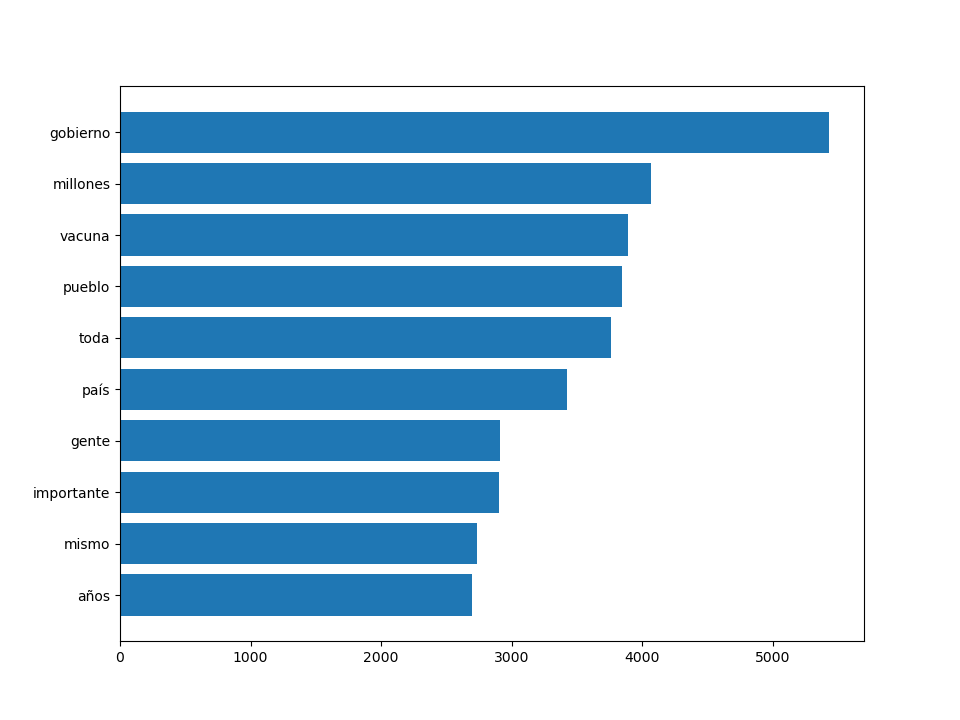 gobierno
millones
vacuna
pueblo
toda
país
gente
importante
mismo
años
0 1000 2000 3000 4000 5000